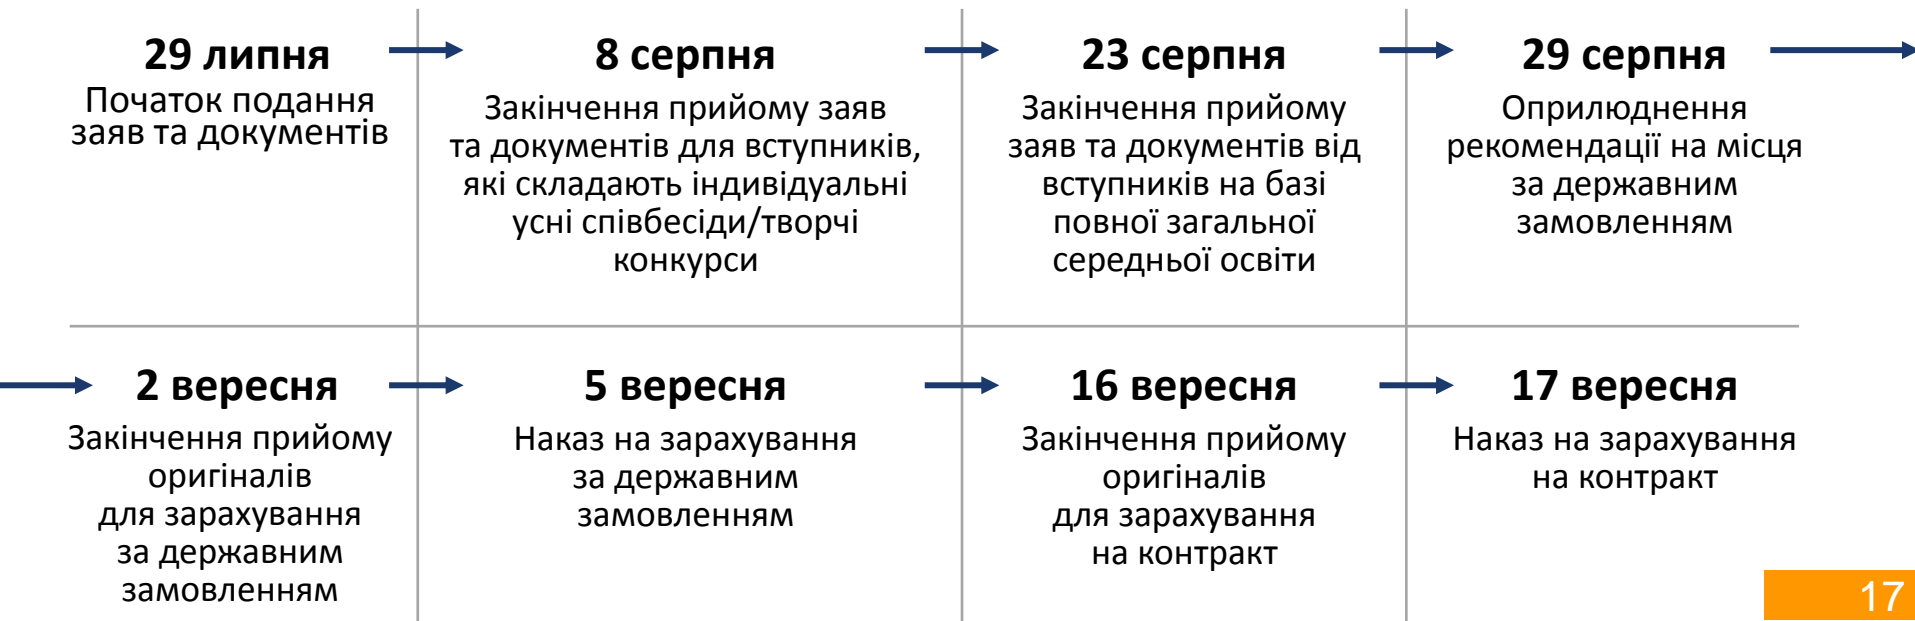 29 липня
Початок подання
заяв та документів
8 серпня
Закінчення прийому заяв
та документів для вступників,
які складають індивідуальні
усні співбесіди/творчі
конкурси
23 серпня
Закінчення прийому
заяв та документів від
вступників на базі
повної загальної
середньої освіти
29 серпня
Оприлюднення
рекомендації на місця
за державним
замовленням
2 вересня
Закінчення прийому
оригіналів
для зарахування
за державним
замовленням
5 вересня
Наказ на зарахування
за державним
замовленням
16 вересня
Закінчення прийому
оригіналів
для зарахування
на контракт
17 вересня
Наказ на зарахування
на контракт
17